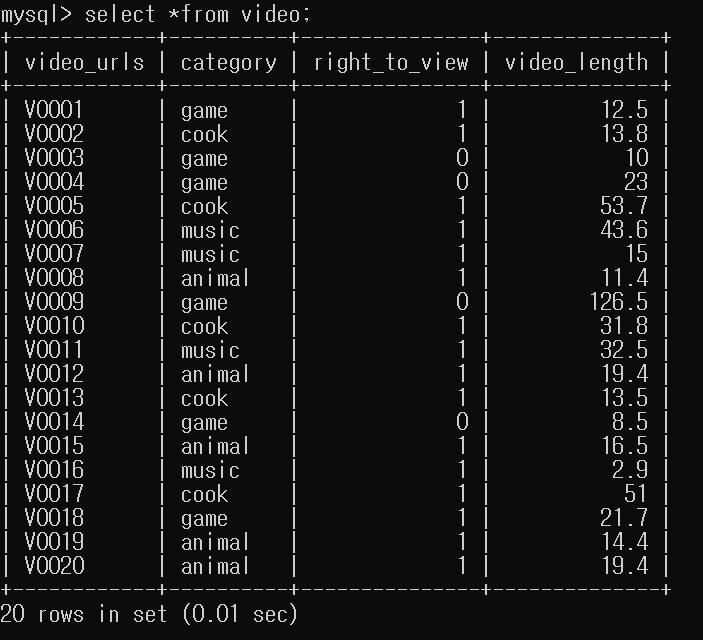 mysql> select *from video;
+------------+----------+---------------+--------------+
| video_urls | category | right_to_view | video_length |
+------------+----------+---------------+--------------+
| V0001      | game     |             1 |         12.5 |
| V0002      | cook     |             1 |         13.8 |
| V0003      | game     |             0 |           10 |
| V0004      | game     |             0 |           23 |
| V0005      | cook     |             1 |         53.7 |
| V0006      | music    |             1 |         43.6 |
| V0007      | music    |             1 |           15 |
| V0008      | animal   |             1 |         11.4 |
| V0009      | game     |             0 |        126.5 |
| V0010      | cook     |             1 |         31.8 |
| V0011      | music    |             1 |         32.5 |
| V0012      | animal   |             1 |         19.4 |
| V0013      | cook     |             1 |         13.5 |
| V0014      | game     |             0 |          8.5 |
| V0015      | animal   |             1 |         16.5 |
| V0016      | music    |             1 |          2.9 |
| V0017      | cook     |             1 |           51 |
| V0018      | game     |             1 |         21.7 |
| V0019      | animal   |             1 |         14.4 |
| V0020      | animal   |             1 |         19.4 |
+------------+----------+---------------+--------------+
20 rows in set (0.01 sec)